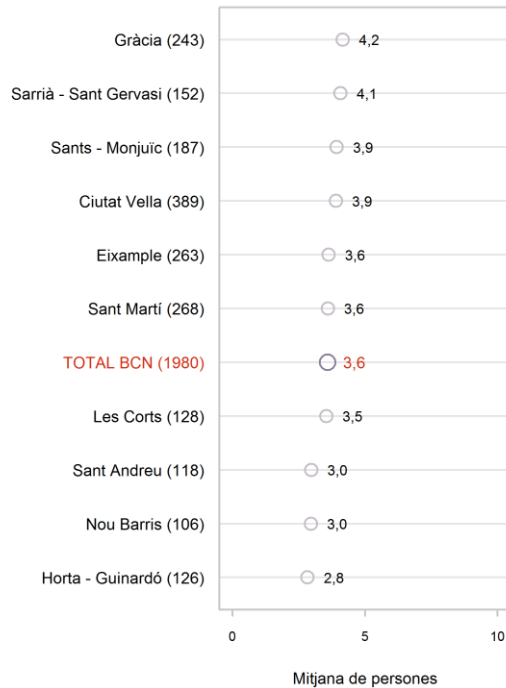 Gràcia (243) 4,2
Sarrià - Sant Gervasi (152) 4,1
Sants - Monjuïc (187) 3,9
Ciutat Vella (389) 3,9
Eixample (263) 3,6
Sant Martí (268) 3,6
TOTAL BCN (1980) 3,6
Les Corts (128) 3,5
Sant Andreu (118) 3,0
Nou Barris (106) 3,0
Horta - Guinardó (126) 2,8
0 5 10
Mitjana de persones